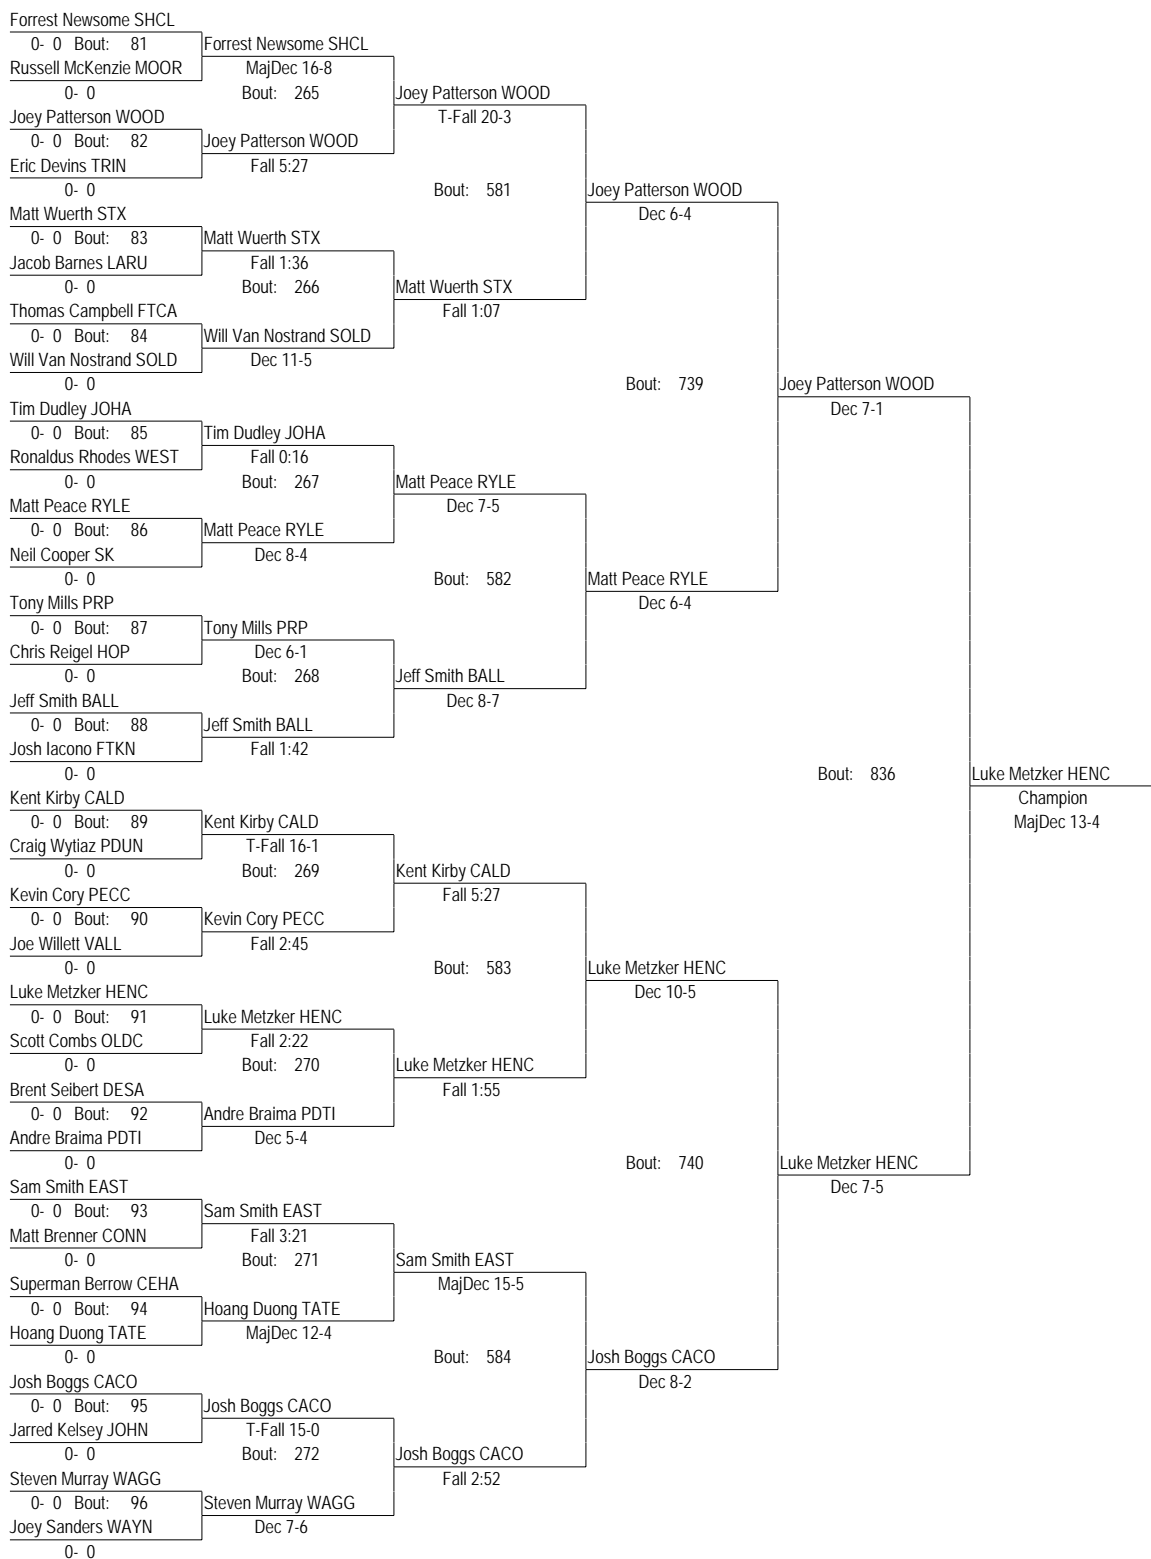 Forrest Newsome SHCL
0- 0 Bout: 81 Forrest Newsome SHCL
Russell McKenzie MOOR MajDec 16-8
0- 0 Bout: 265 Joey Patterson WOOD
Joey Patterson WOOD T-Fall 20-3
0- 0 Bout: 82 Joey Patterson WOOD
Eric Devins TRIN Fall 5:27
0- 0 Bout: 581 Joey Patterson WOOD
Matt Wuerth STX Dec 6-4
0- 0 Bout: 83 Matt Wuerth STX
Jacob Barnes LARU Fall 1:36
0- 0 Bout: 266 Matt Wuerth STX
Thomas Campbell FTCA Fall 1:07
0- 0 Bout: 84 Will Van Nostrand SOLD
Will Van Nostrand SOLD Dec 11-5
0- 0 Bout: 739 Joey Patterson WOOD
Tim Dudley JOHA Dec 7-1
0- 0 Bout: 85 Tim Dudley JOHA
Ronaldus Rhodes WEST Fall 0:16
0- 0 Bout: 267 Matt Peace RYLE
Matt Peace RYLE Dec 7-5
0- 0 Bout: 86 Matt Peace RYLE
Neil Cooper SK Dec 8-4
0- 0 Bout: 582 Matt Peace RYLE
Tony Mills PRP Dec 6-4
0- 0 Bout: 87 Tony Mills PRP
Chris Reigel HOP Dec 6-1
0- 0 Bout: 268 Jeff Smith BALL
Jeff Smith BALL Dec 8-7
0- 0 Bout: 88 Jeff Smith BALL
Josh Iacono FTKN Fall 1:42
0- 0 Bout: 836 Luke Metzker HENC
Kent Kirby CALD Champion
0- 0 Bout: 89 Kent Kirby CALD MajDec 13-4
Craig Wytiaz PDUN T-Fall 16-1
0- 0 Bout: 269 Kent Kirby CALD
Kevin Cory PECC Fall 5:27
0- 0 Bout: 90 Kevin Cory PECC
Joe Willett VALL Fall 2:45
0- 0 Bout: 583 Luke Metzker HENC
Luke Metzker HENC Dec 10-5
0- 0 Bout: 91 Luke Metzker HENC
Scott Combs OLDC Fall 2:22
0- 0 Bout: 270 Luke Metzker HENC
Brent Seibert DESA Fall 1:55
0- 0 Bout: 92 Andre Braima PDTI
Andre Braima PDTI Dec 5-4
0- 0 Bout: 740 Luke Metzker HENC
Sam Smith EAST Dec 7-5
0- 0 Bout: 93 Sam Smith EAST
Matt Brenner CONN Fall 3:21
0- 0 Bout: 271 Sam Smith EAST
Superman Berrow CEHA MajDec 15-5
0- 0 Bout: 94 Hoang Duong TATE
Hoang Duong TATE MajDec 12-4
0- 0 Bout: 584 Josh Boggs CACO
Josh Boggs CACO Dec 8-2
0- 0 Bout: 95 Josh Boggs CACO
Jarred Kelsey JOHN T-Fall 15-0
0- 0 Bout: 272 Josh Boggs CACO
Steven Murray WAGG Fall 2:52
0- 0 Bout: 96 Steven Murray WAGG
Joey Sanders WAYN Dec 7-6
0- 0